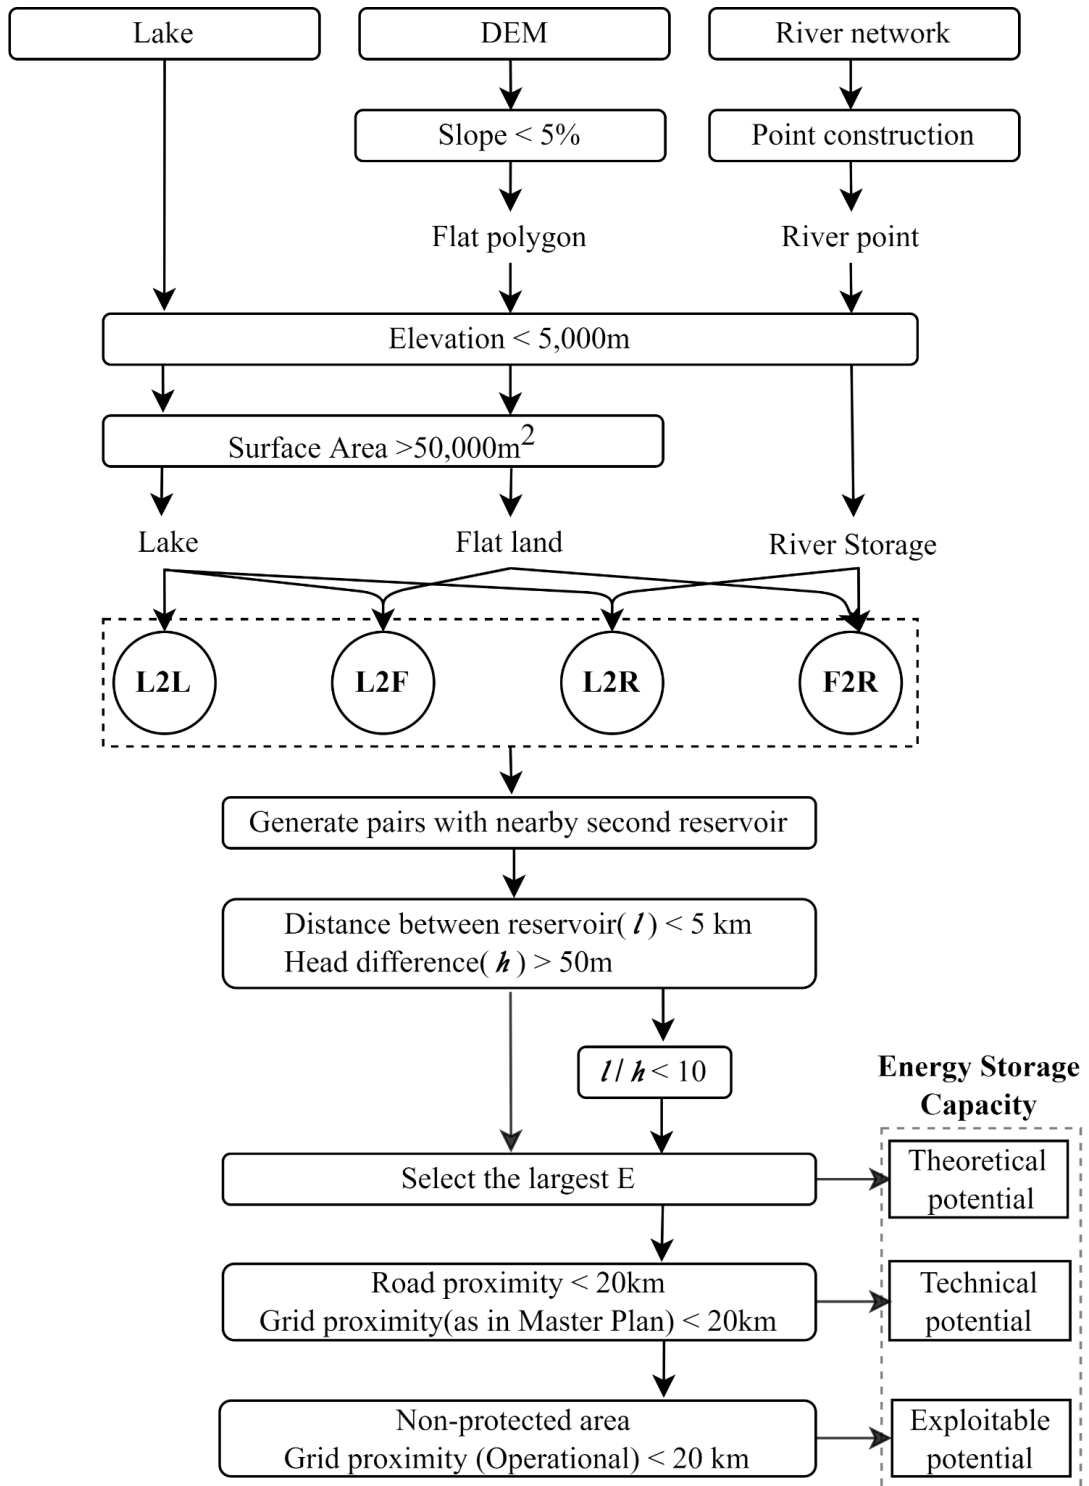 Lake
DEM
River network
Slope < 5%
Point construction
Flat polygon
River point
Elevation < 5,000m
Surface Area >50,000m²
Lake
Flat land
River Storage
L2L
L2F
L2R
F2R
Generate pairs with nearby second reservoir
Distance between reservoir( l ) < 5 km
Head difference( h ) > 50m
l / h < 10
Energy Storage
Capacity
Select the largest E
Theoretical
potential
Road proximity < 20km
Grid proximity(as in Master Plan) < 20km
Technical
potential
Non-protected area
Grid proximity (Operational) < 20 km
Exploitable
potential